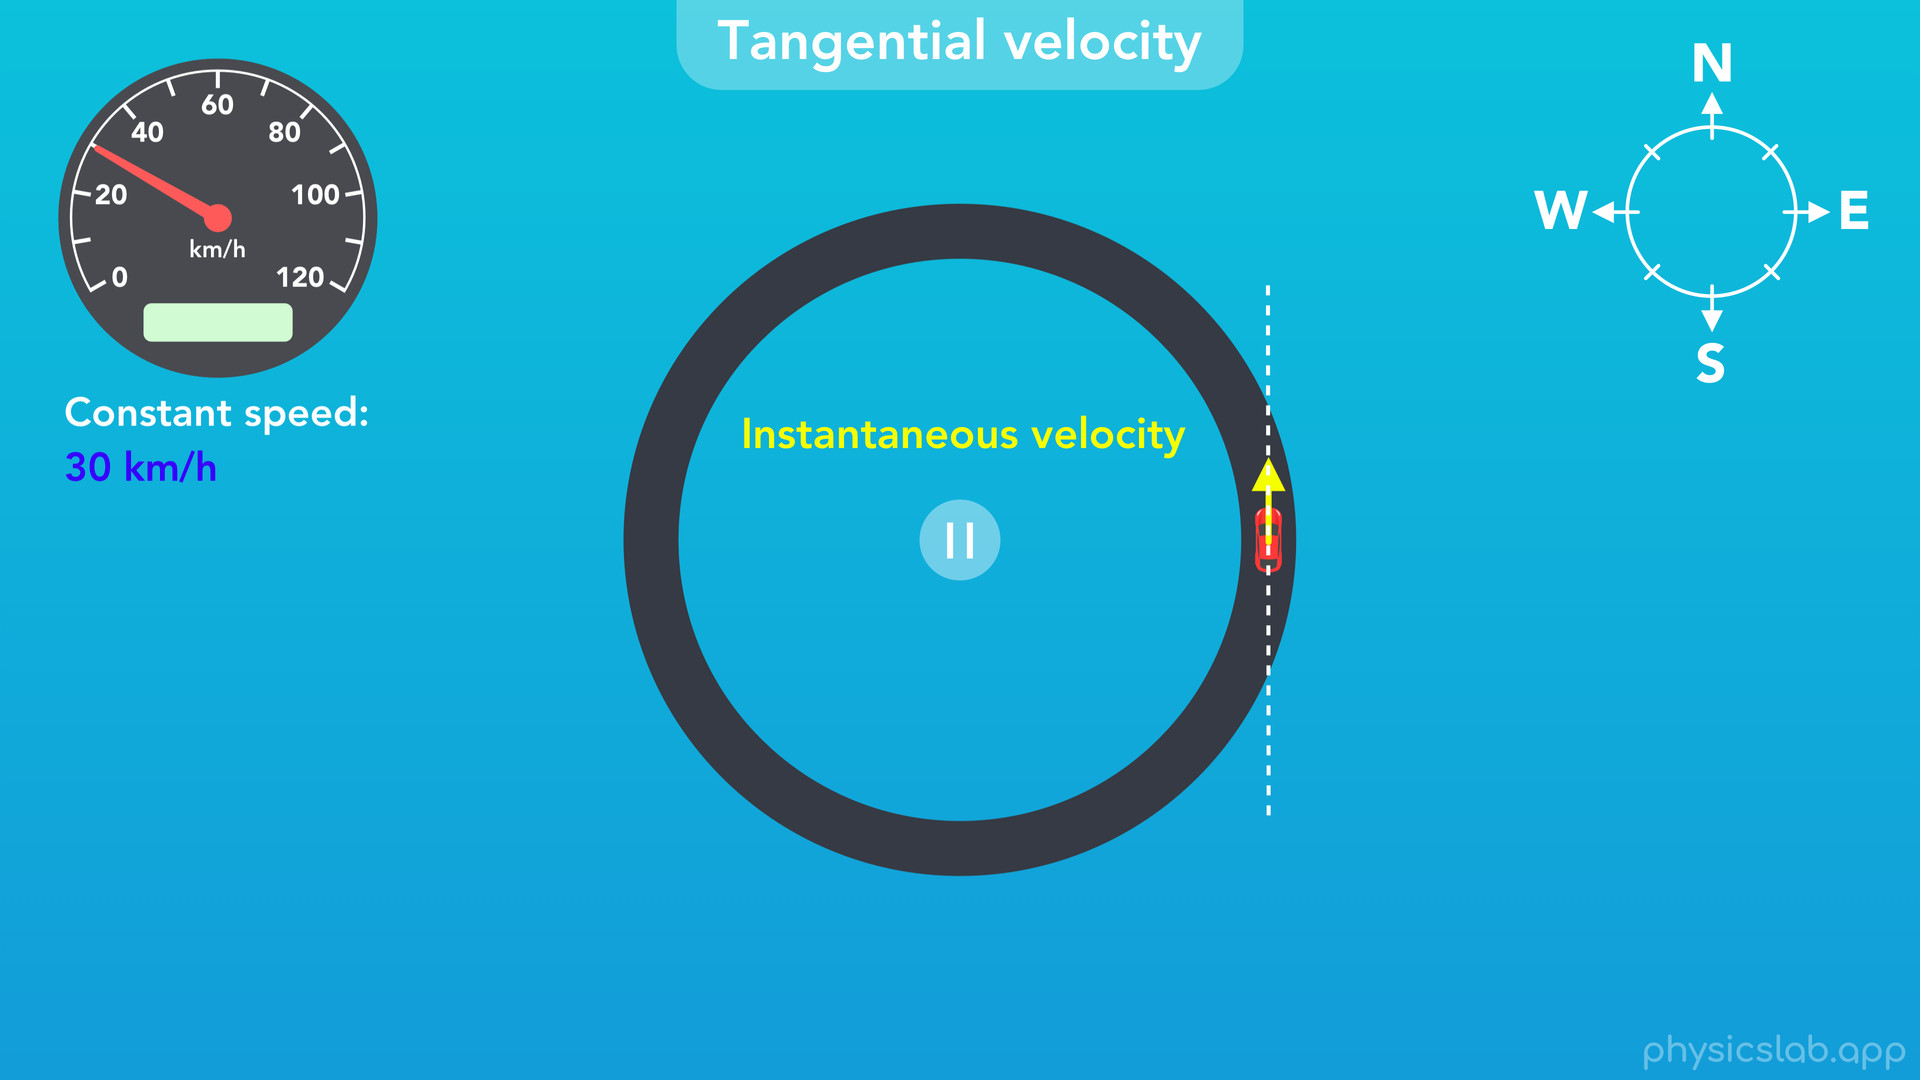 Tangential velocity
60
40
80
20
100
km/h
0
120
Constant speed:
30 km/h
Instantaneous velocity
N
W
E
S
physicslab.app